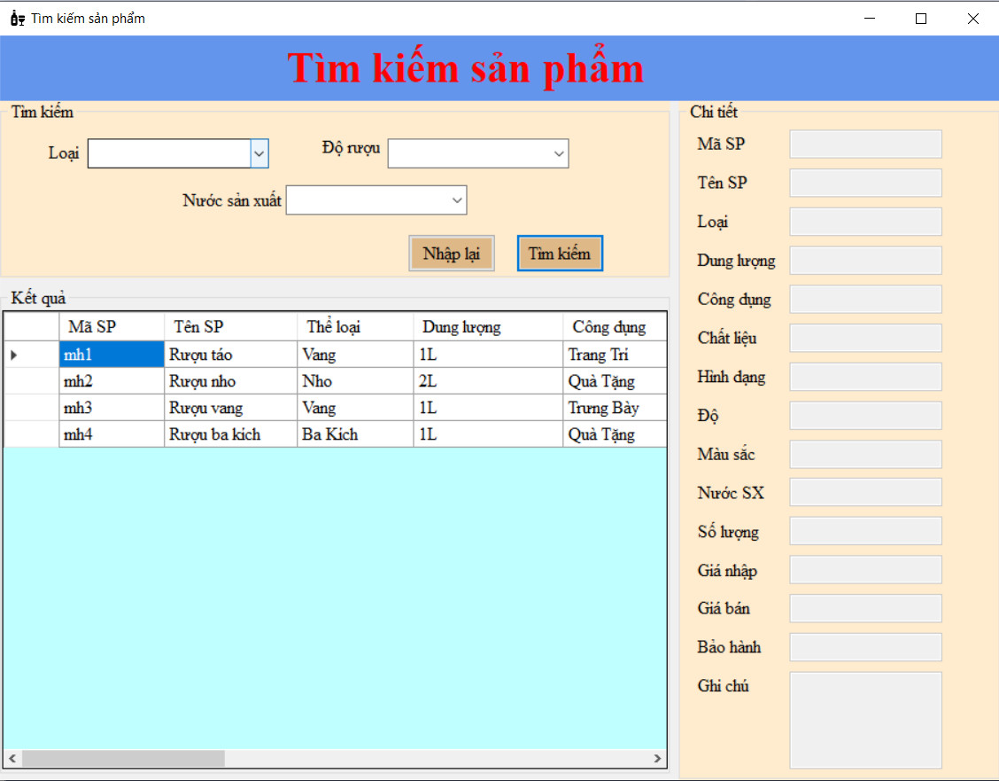 Tìm kiếm sản phẩm
Tìm kiếm sản phẩm
Tìm kiếm
Loại
Độ rượu
Nước sản xuất
Nhập lại
Tìm kiếm
Kết quả
Mã SP Tên SP Thể loại Dung lượng Công dụng
mh1 Rượu táo Vang 1L Trang Trí
mh2 Rượu nho Nho 2L Quà Tặng
mh3 Rượu vang Vang 1L Trưng Bày
mh4 Rượu ba kích Ba Kích 1L Quà Tặng
Chi tiết
Mã SP
Tên SP
Loại
Dung lượng
Công dụng
Chất liệu
Hình dạng
Độ
Màu sắc
Nước SX
Số lượng
Giá nhập
Giá bán
Bảo hành
Ghi chú